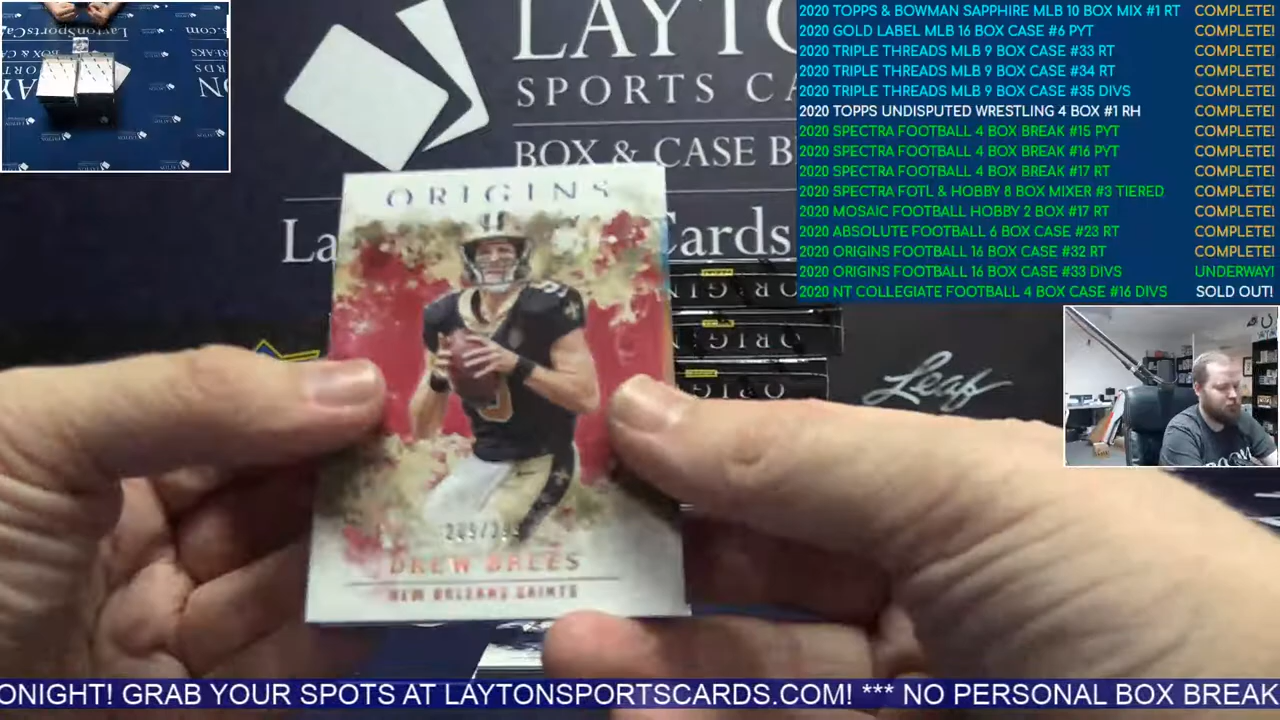 LAYTO
SPORTS CA
BOX & CASE B
La
Cards
ORIGINS
DREW BREES
NEW ORLEANS SAINTS
Leaf
2020 TOPPS & BOWMAN SAPPHIRE MLB 10 BOX MIX #1 RT COMPLETE!
2020 GOLD LABEL MLB 16 BOX CASE #6 PYT COMPLETE!
2020 TRIPLE THREADS MLB 9 BOX CASE #33 RT COMPLETE!
2020 TRIPLE THREADS MLB 9 BOX CASE #34 RT COMPLETE!
2020 TRIPLE THREADS MLB 9 BOX CASE #35 DIVS COMPLETE!
2020 TOPPS UNDISPUTED WRESTLING 4 BOX #1 RH COMPLETE!
2020 SPECTRA FOOTBALL 4 BOX BREAK #15 PYT COMPLETE!
2020 SPECTRA FOOTBALL 4 BOX BREAK #16 PYT COMPLETE!
2020 SPECTRA FOOTBALL 4 BOX BREAK #17 RT COMPLETE!
2020 SPECTRA FOTL & HOBBY 8 BOX MIXER #3 TIERED COMPLETE!
2020 MOSAIC FOOTBALL HOBBY 2 BOX #17 RT COMPLETE!
2020 ABSOLUTE FOOTBALL 6 BOX CASE #23 RT COMPLETE!
2020 ORIGINS FOOTBALL 16 BOX CASE #32 RT COMPLETE!
2020 ORIGINS FOOTBALL 16 BOX CASE #33 DIVS UNDERWAY!
2020 NT COLLEGIATE FOOTBALL 4 BOX CASE #16 DIVS SOLD OUT!
ONIGHT! GRAB YOUR SPOTS AT LAYTONSPORTSCARDS.COM! *** NO PERSONAL BOX BREAK